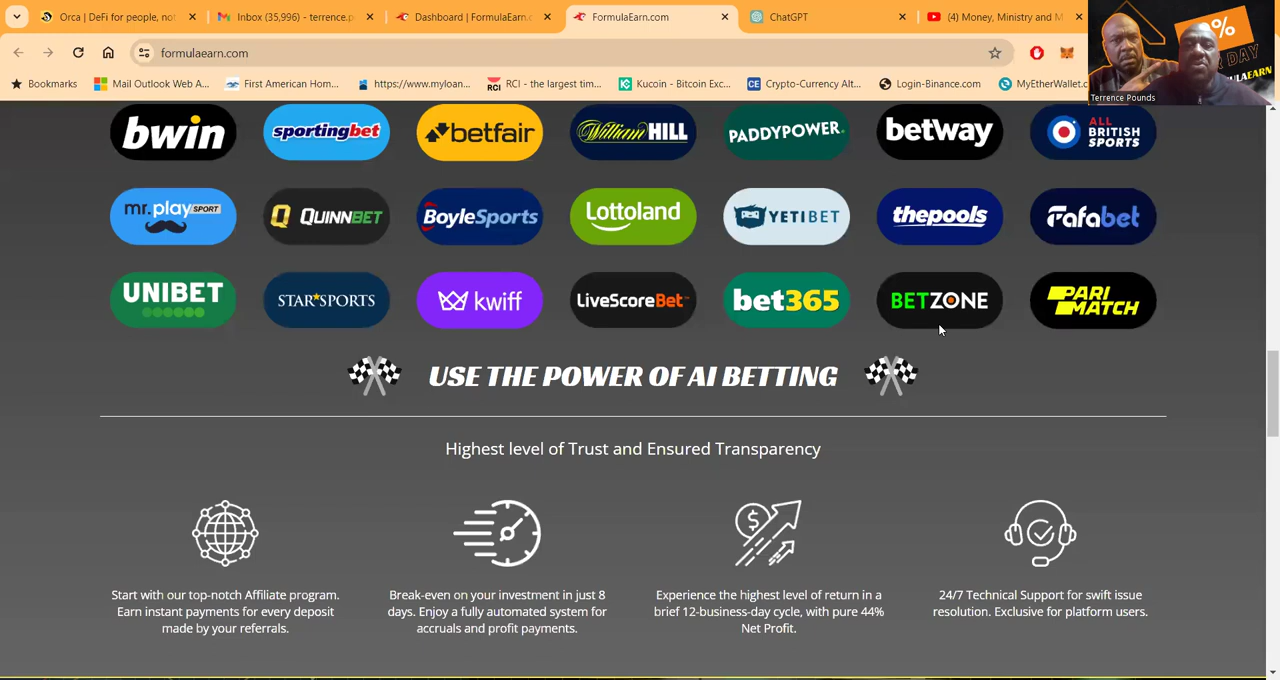 Orca | DeFi for people, not
Inbox (35,996) - terrence.p
Dashboard | FormulaEarn.c
FormulaEarn.com
ChatGPT
(4) Money, Ministry and M
formulaearn.com
Bookmarks
Mail Outlook Web A...
First American Hom...
https://www.myloan...
RCI - the largest tim...
Kucoin - Bitcoin Exc...
Crypto-Currency Alt...
Login-Binance.com
MyEtherWallet.c
Terrence Pounds
bwin
sportingbet
betfair
William HILL
PADDYPOWER.
betway
ALL BRITISH SPORTS
mr.play SPORT
QUINNBET
BoyleSports
Lottoland
YETIBET
thepools
fafabet
UNIBET
STAR SPORTS
kwiff
LiveScoreBet
bet365
BETZONE
PARI MATCH
USE THE POWER OF AI BETTING
Highest level of Trust and Ensured Transparency
Start with our top-notch Affiliate program.
Earn instant payments for every deposit
made by your referrals.
Break-even on your investment in just 8
days. Enjoy a fully automated system for
accruals and profit payments.
Experience the highest level of return in a
brief 12-business-day cycle, with pure 44%
Net Profit.
24/7 Technical Support for swift issue
resolution. Exclusive for platform users.